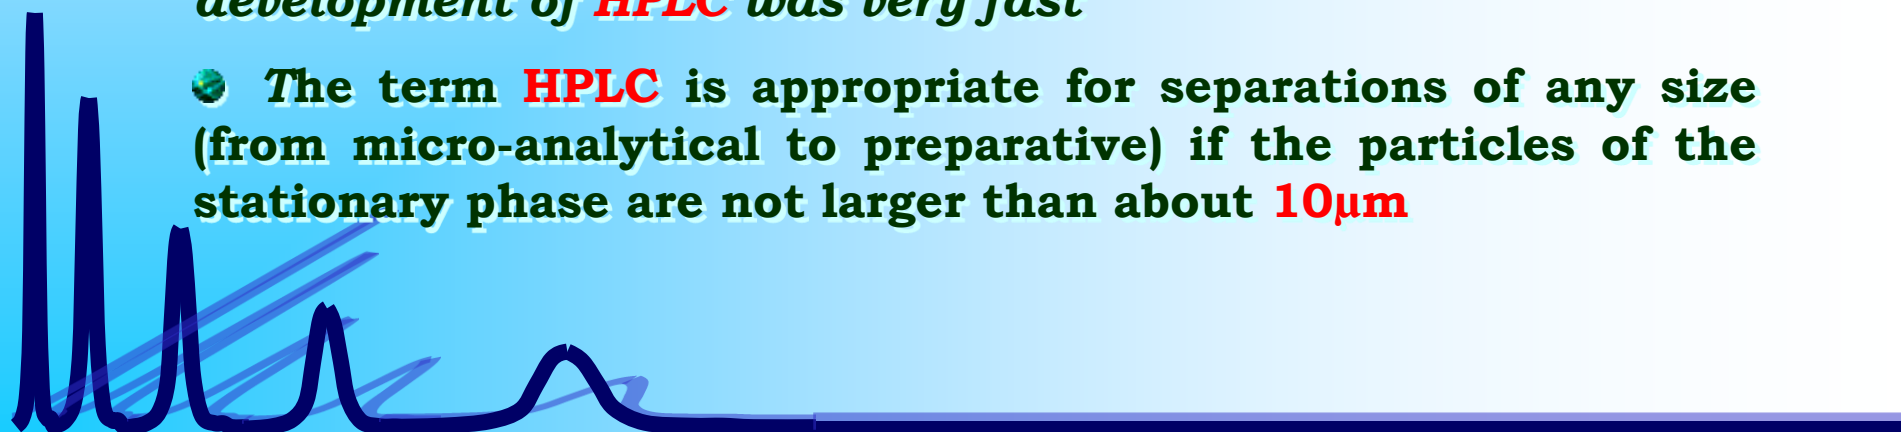 development of HPLC was very fast
The term HPLC is appropriate for separations of any size
(from micro-analytical to preparative) if the particles of the
stationary phase are not larger than about 10μm